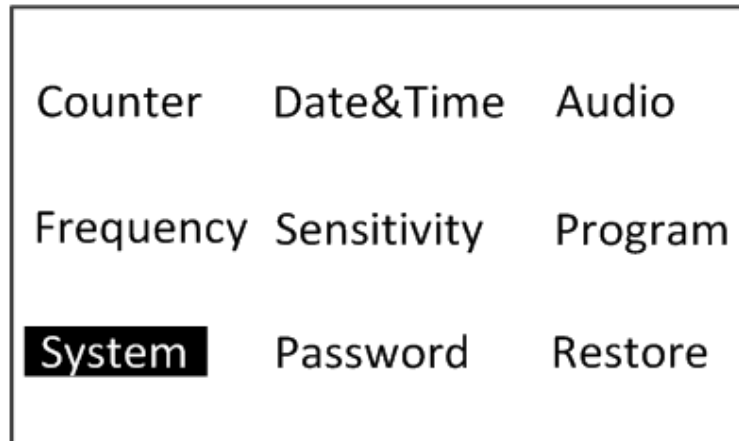 Counter Date&Time Audio
Frequency Sensitivity Program
System Password Restore